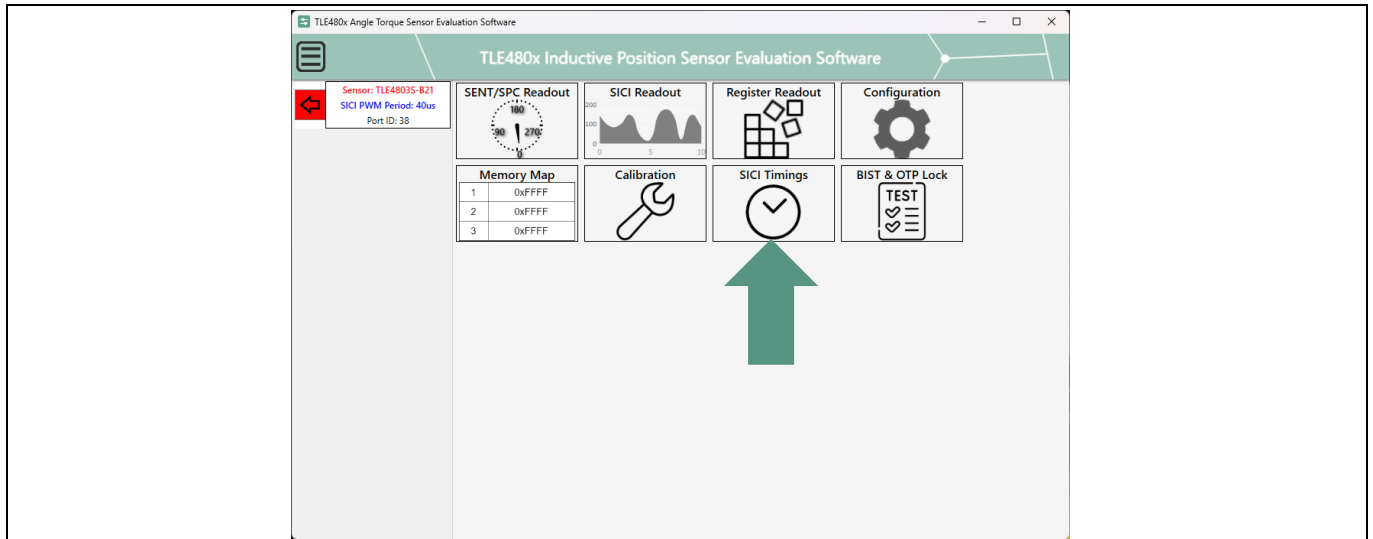 TLE480x Angle Torque Sensor Evaluation Software
TLE480x Inductive Position Sensor Evaluation Software
Sensor: TLE4803S-B21
SICI PWM Period: 40us
Port ID: 38
SENT/SPC Readout
180
90
270
0
SICI Readout
200
100
0
0 5 10
Register Readout
Configuration
Memory Map
1 0xFFFF
2 0xFFFF
3 0xFFFF
Calibration
SICI Timings
BIST & OTP Lock
TEST